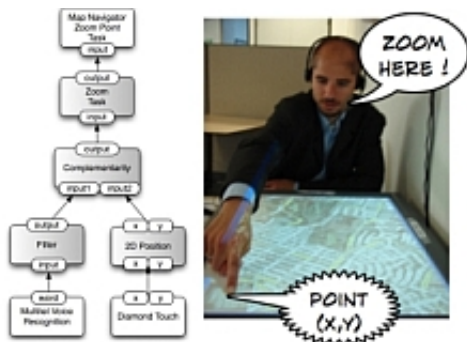 Map Navigator
Zoom Point
Task
input
output
Zoom
Task
input
output
Complementarity
input1 input2
output
Filter
input
word
Multitel Voice
Recognition
x y
2D Position
x y
x y
Diamond Touch
ZOOM
HERE !
POINT
(X,Y)